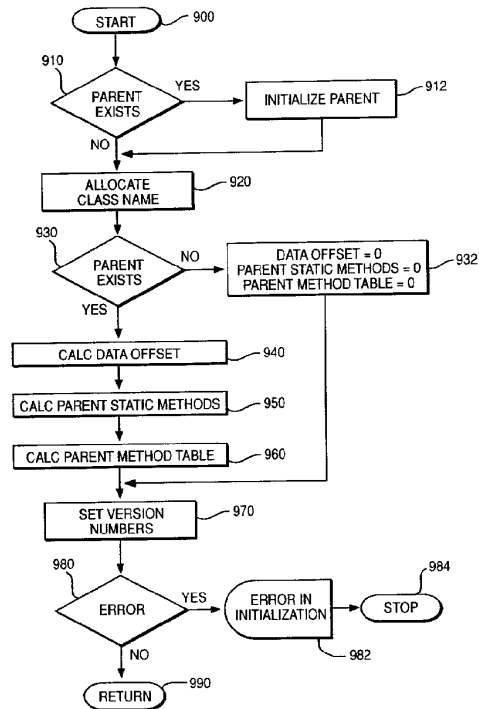 START
900
910
PARENT
EXISTS
YES
INITIALIZE PARENT
912
NO
ALLOCATE
CLASS NAME
920
930
PARENT
EXISTS
NO
DATA OFFSET = 0
PARENT STATIC METHODS = 0
PARENT METHOD TABLE = 0
932
YES
CALC DATA OFFSET
940
CALC PARENT STATIC METHODS
950
CALC PARENT METHOD TABLE
960
SET VERSION
NUMBERS
970
980
ERROR
YES
ERROR IN
INITIALIZATION
982
984
STOP
NO
RETURN
990